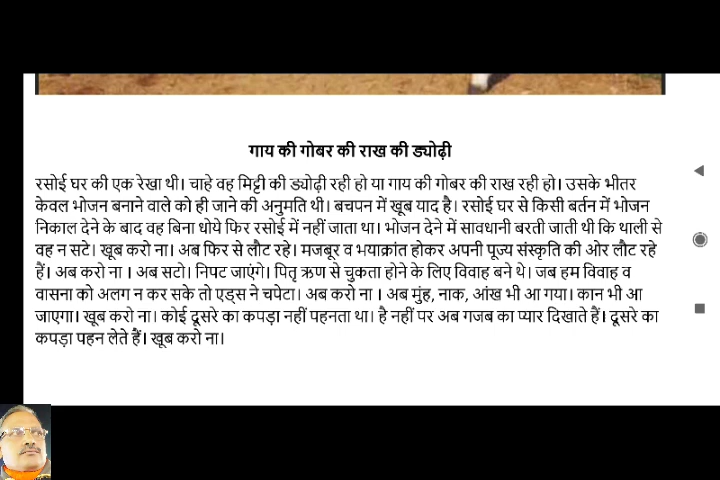 गाय की गोबर की राख की ड्योढ़ी
रसोई घर की एक रेखा थी। चाहे वह मिट्टी की ड्योढ़ी रही हो या गाय की गोबर की राख रही हो। उसके भीतर
केवल भोजन बनाने वाले को ही जाने की अनुमति थी। बचपन में खूब याद है। रसोई घर से किसी बर्तन में भोजन
निकाल देने के बाद वह बिना धोये फिर रसोई में नहीं जाता था। भोजन देने में सावधानी बरती जाती थी कि थाली से
वह न सटे। खूब करो ना। अब फिर से लौट रहे। मजबूर व भयाक्रांत होकर अपनी पूज्य संस्कृति की ओर लौट रहे
हैं। अब करो ना । अब सटो। निपट जाएंगे। पितृ ऋण से चुकता होने के लिए विवाह बने थे। जब हम विवाह व
वासना को अलग न कर सके तो एड्स ने चपेटा। अब करो ना । अब मुंह, नाक, आंख भी आ गया। कान भी आ
जाएगा। खूब करो ना। कोई दूसरे का कपड़ा नहीं पहनता था। है नहीं पर अब गजब का प्यार दिखाते हैं। दूसरे का
कपड़ा पहन लेते हैं। खूब करो ना।